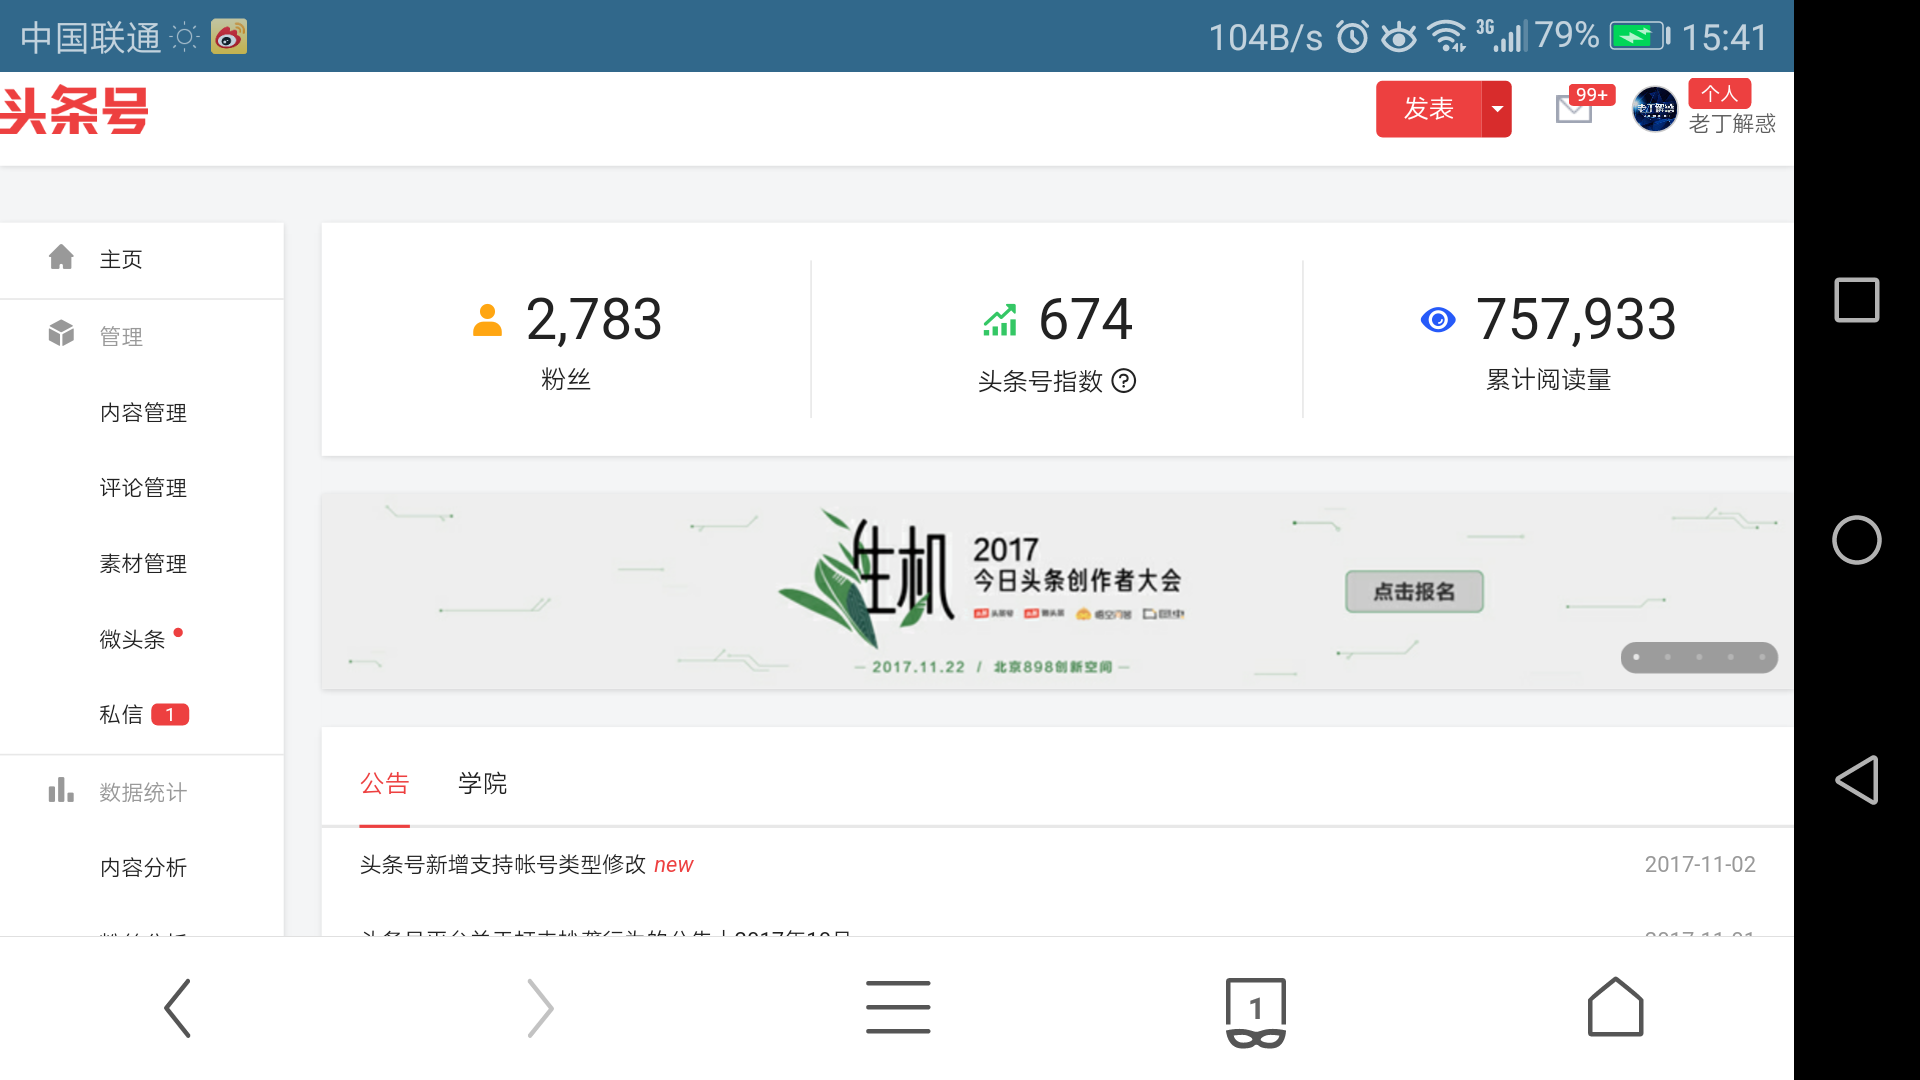 中国联通 104B/s 3G 79% 15:41
头条号
发表 99+ 个人
老丁解惑
主页
管理
内容管理
评论管理
素材管理
微头条
私信 1
数据统计
内容分析
2,783
粉丝
674
头条号指数 ?
757,933
累计阅读量
生机
2017
今日头条创作者大会
点击报名
2017.11.22 / 北京898创新空间
公告 学院
头条号新增支持帐号类型修改 new 2017-11-02
1